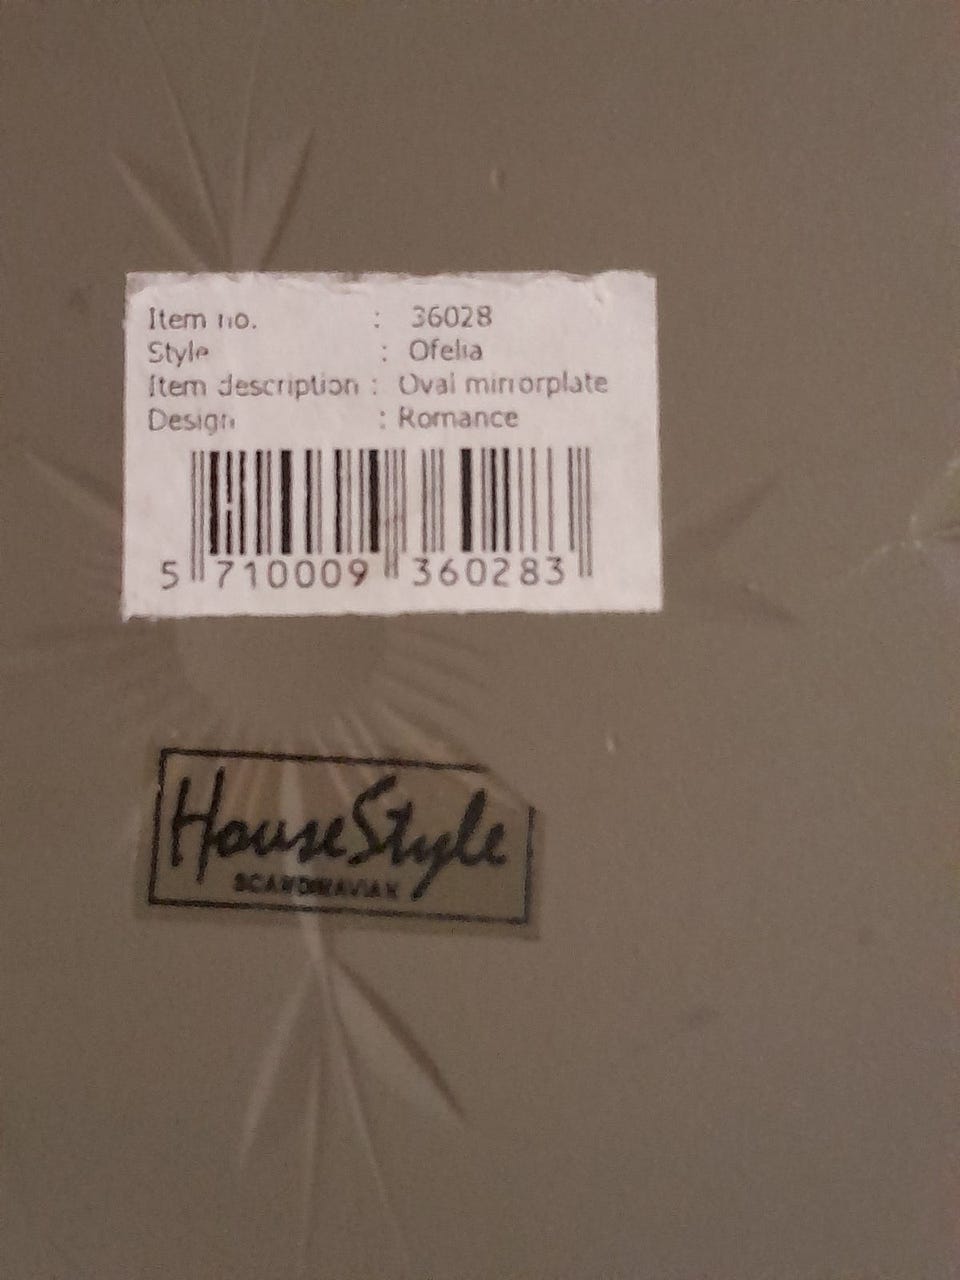 Item no. : 36028
Style : Ofelia
Item description : Oval mirrorplate
Design : Romance
5 710009 360283
HouseStyle
SCANDINAVIAN